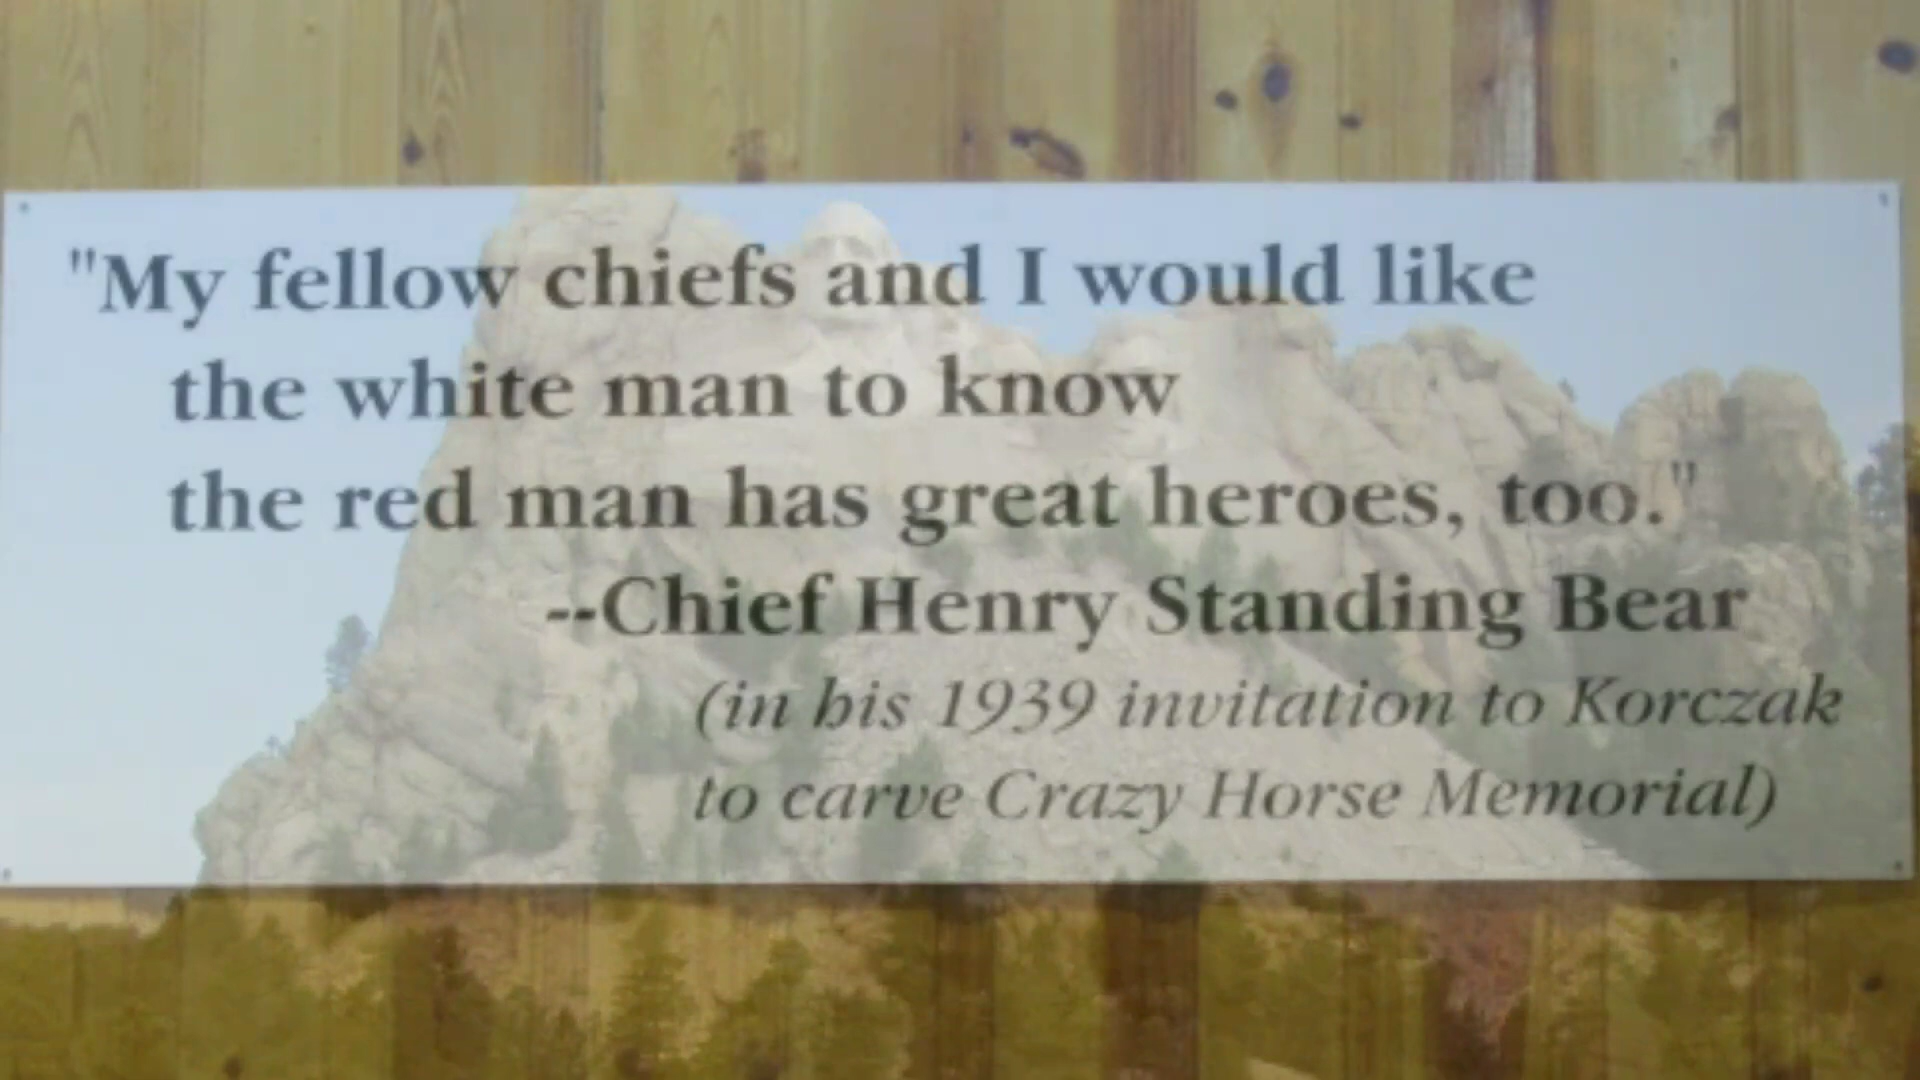 "My fellow chiefs and I would like
the white man to know
the red man has great heroes, too."
--Chief Henry Standing Bear
(in his 1939 invitation to Korczak
to carve Crazy Horse Memorial)